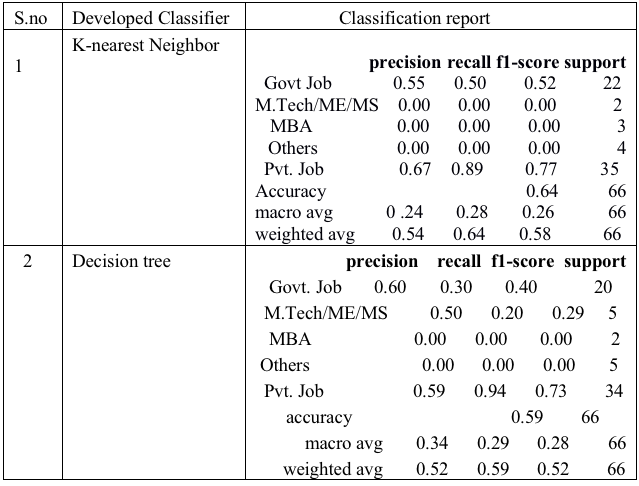 S.no Developed Classifier Classification report
1 K-nearest Neighbor
precision recall f1-score support
Govt Job 0.55 0.50 0.52 22
M.Tech/ME/MS 0.00 0.00 0.00 2
MBA 0.00 0.00 0.00 3
Others 0.00 0.00 0.00 4
Pvt. Job 0.67 0.89 0.77 35
Accuracy 0.64 66
macro avg 0 .24 0.28 0.26 66
weighted avg 0.54 0.64 0.58 66
2 Decision tree
precision recall f1-score support
Govt. Job 0.60 0.30 0.40 20
M.Tech/ME/MS 0.50 0.20 0.29 5
MBA 0.00 0.00 0.00 2
Others 0.00 0.00 0.00 5
Pvt. Job 0.59 0.94 0.73 34
accuracy 0.59 66
macro avg 0.34 0.29 0.28 66
weighted avg 0.52 0.59 0.52 66